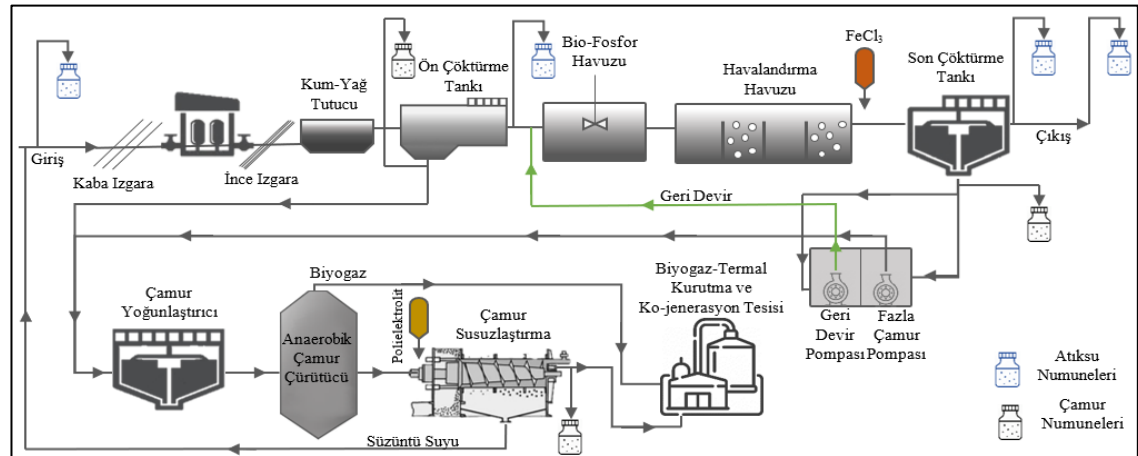 Giriş
Kaba Izgara
İnce Izgara
Kum-Yağ
Tutucu
Ön Çöktürme
Tankı
Bio-Fosfor
Havuzu
Havalandırma
Havuzu
FeCl₃
Son Çöktürme
Tankı
Çıkış
Geri Devir
Geri
Devir
Pompası
Fazla
Çamur
Pompası
Çamur
Yoğunlaştırıcı
Biyogaz
Anaerobik
Çamur
Çürütücü
Polielektrolit
Çamur
Susuzlaştırma
Biyogaz-Termal
Kurutma ve
Ko-jenerasyon Tesisi
Süzüntü Suyu
Atıksu
Numuneleri
Çamur
Numuneleri